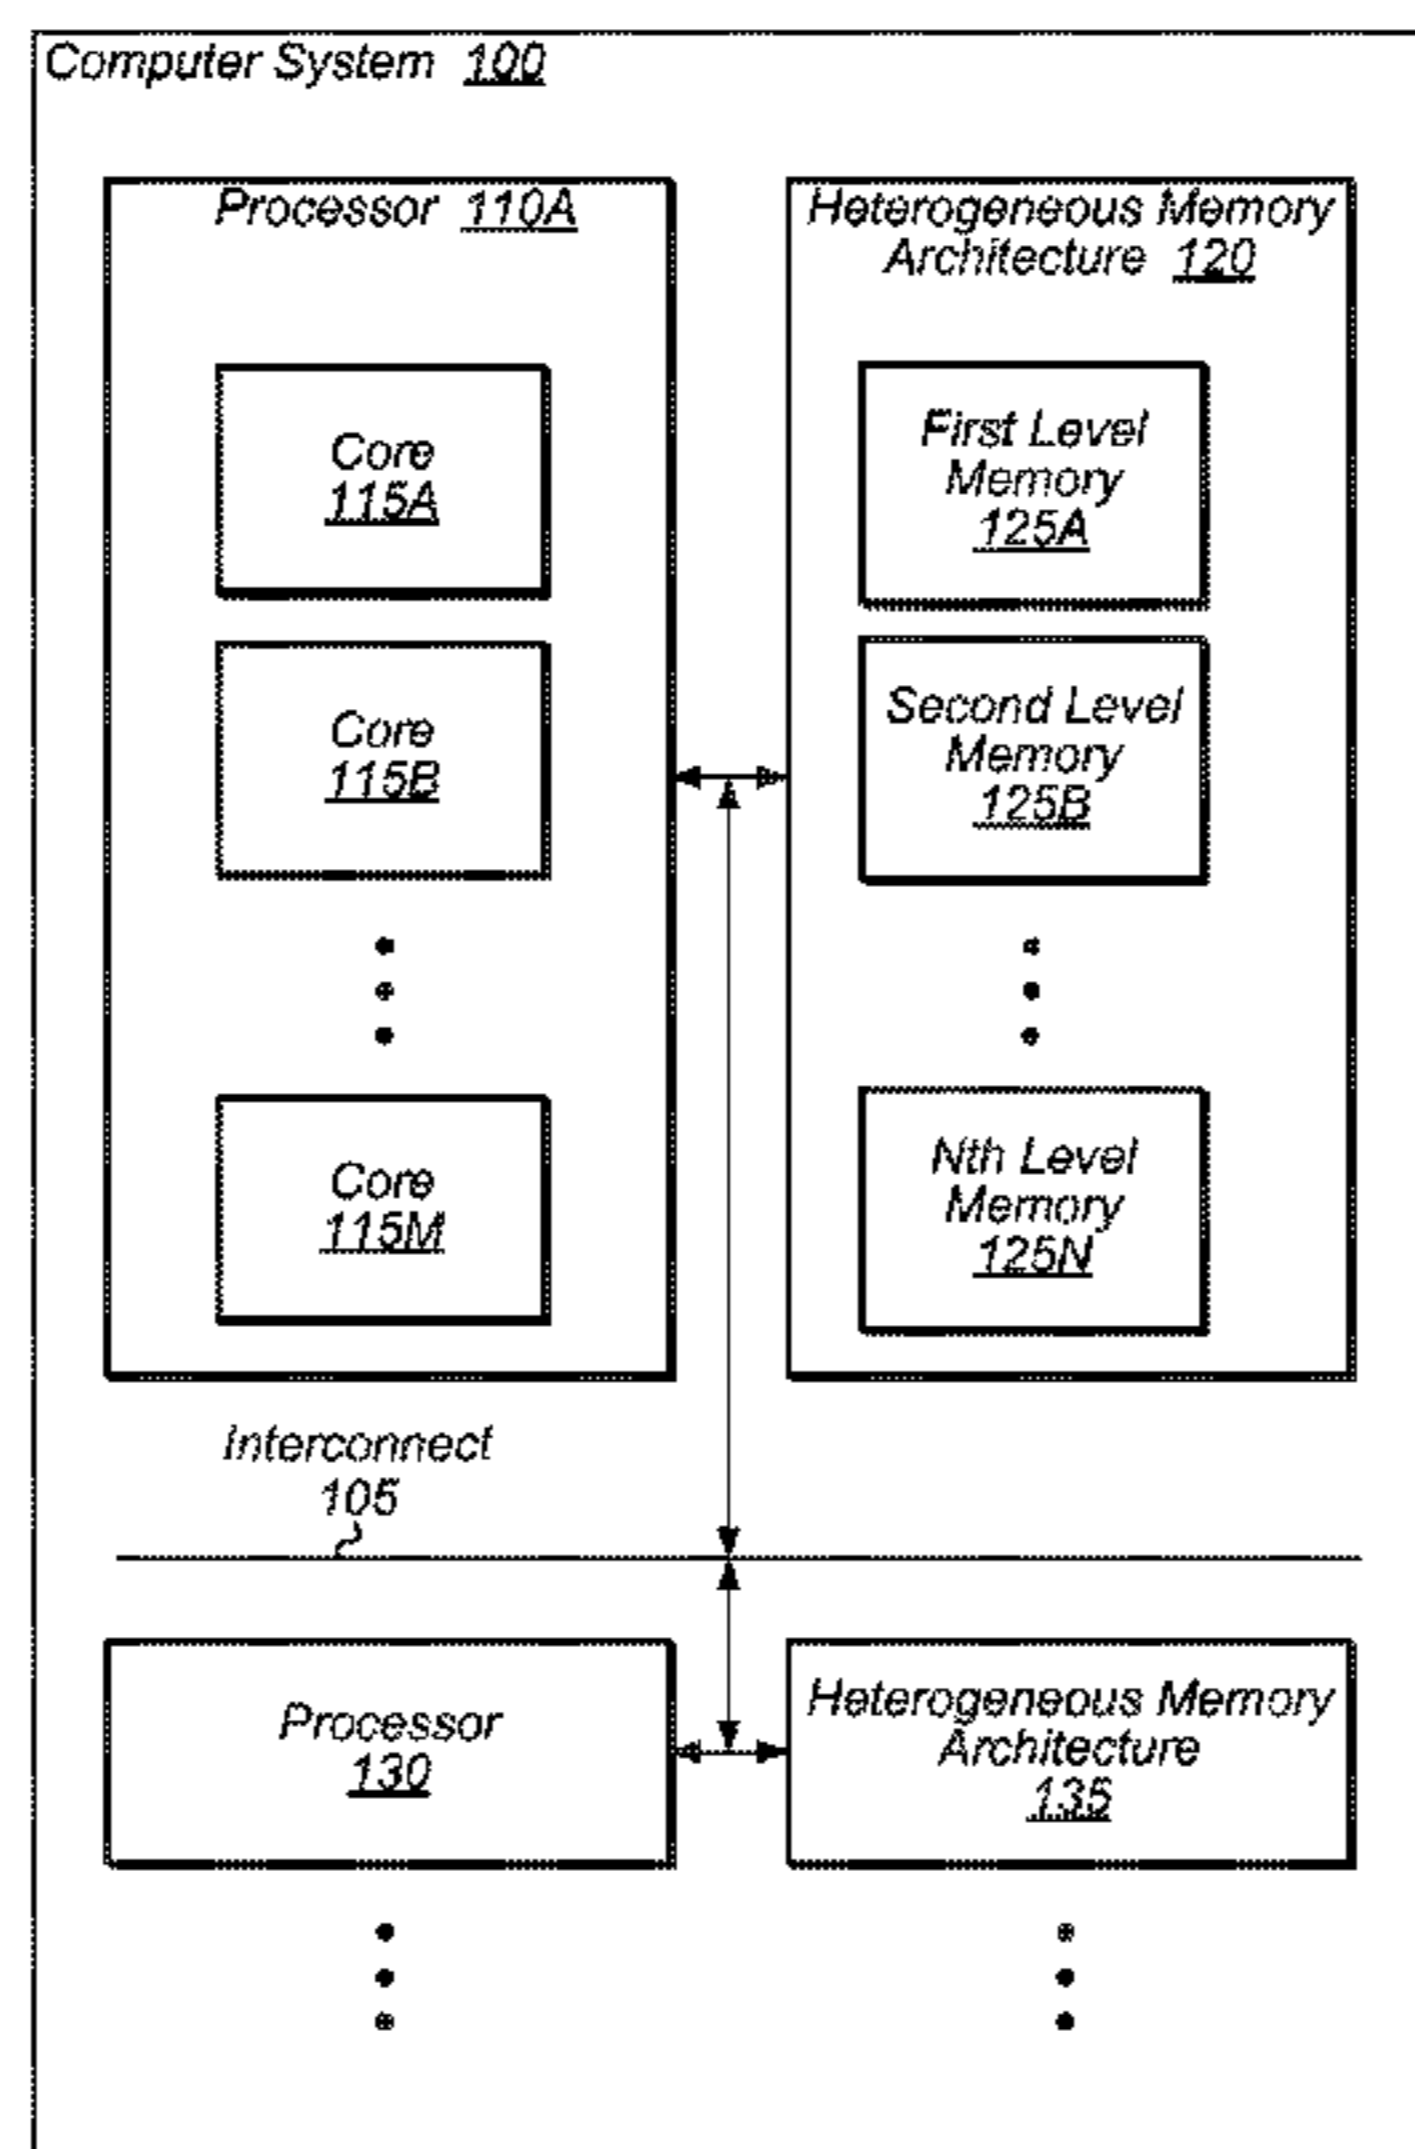 Computer System 100
Processor 110A
Heterogeneous Memory
Architecture 120
Core
115A
First Level
Memory
125A
Core
115B
Second Level
Memory
125B
Core
115M
Nth Level
Memory
125N
Interconnect
105
Processor
130
Heterogeneous Memory
Architecture
135